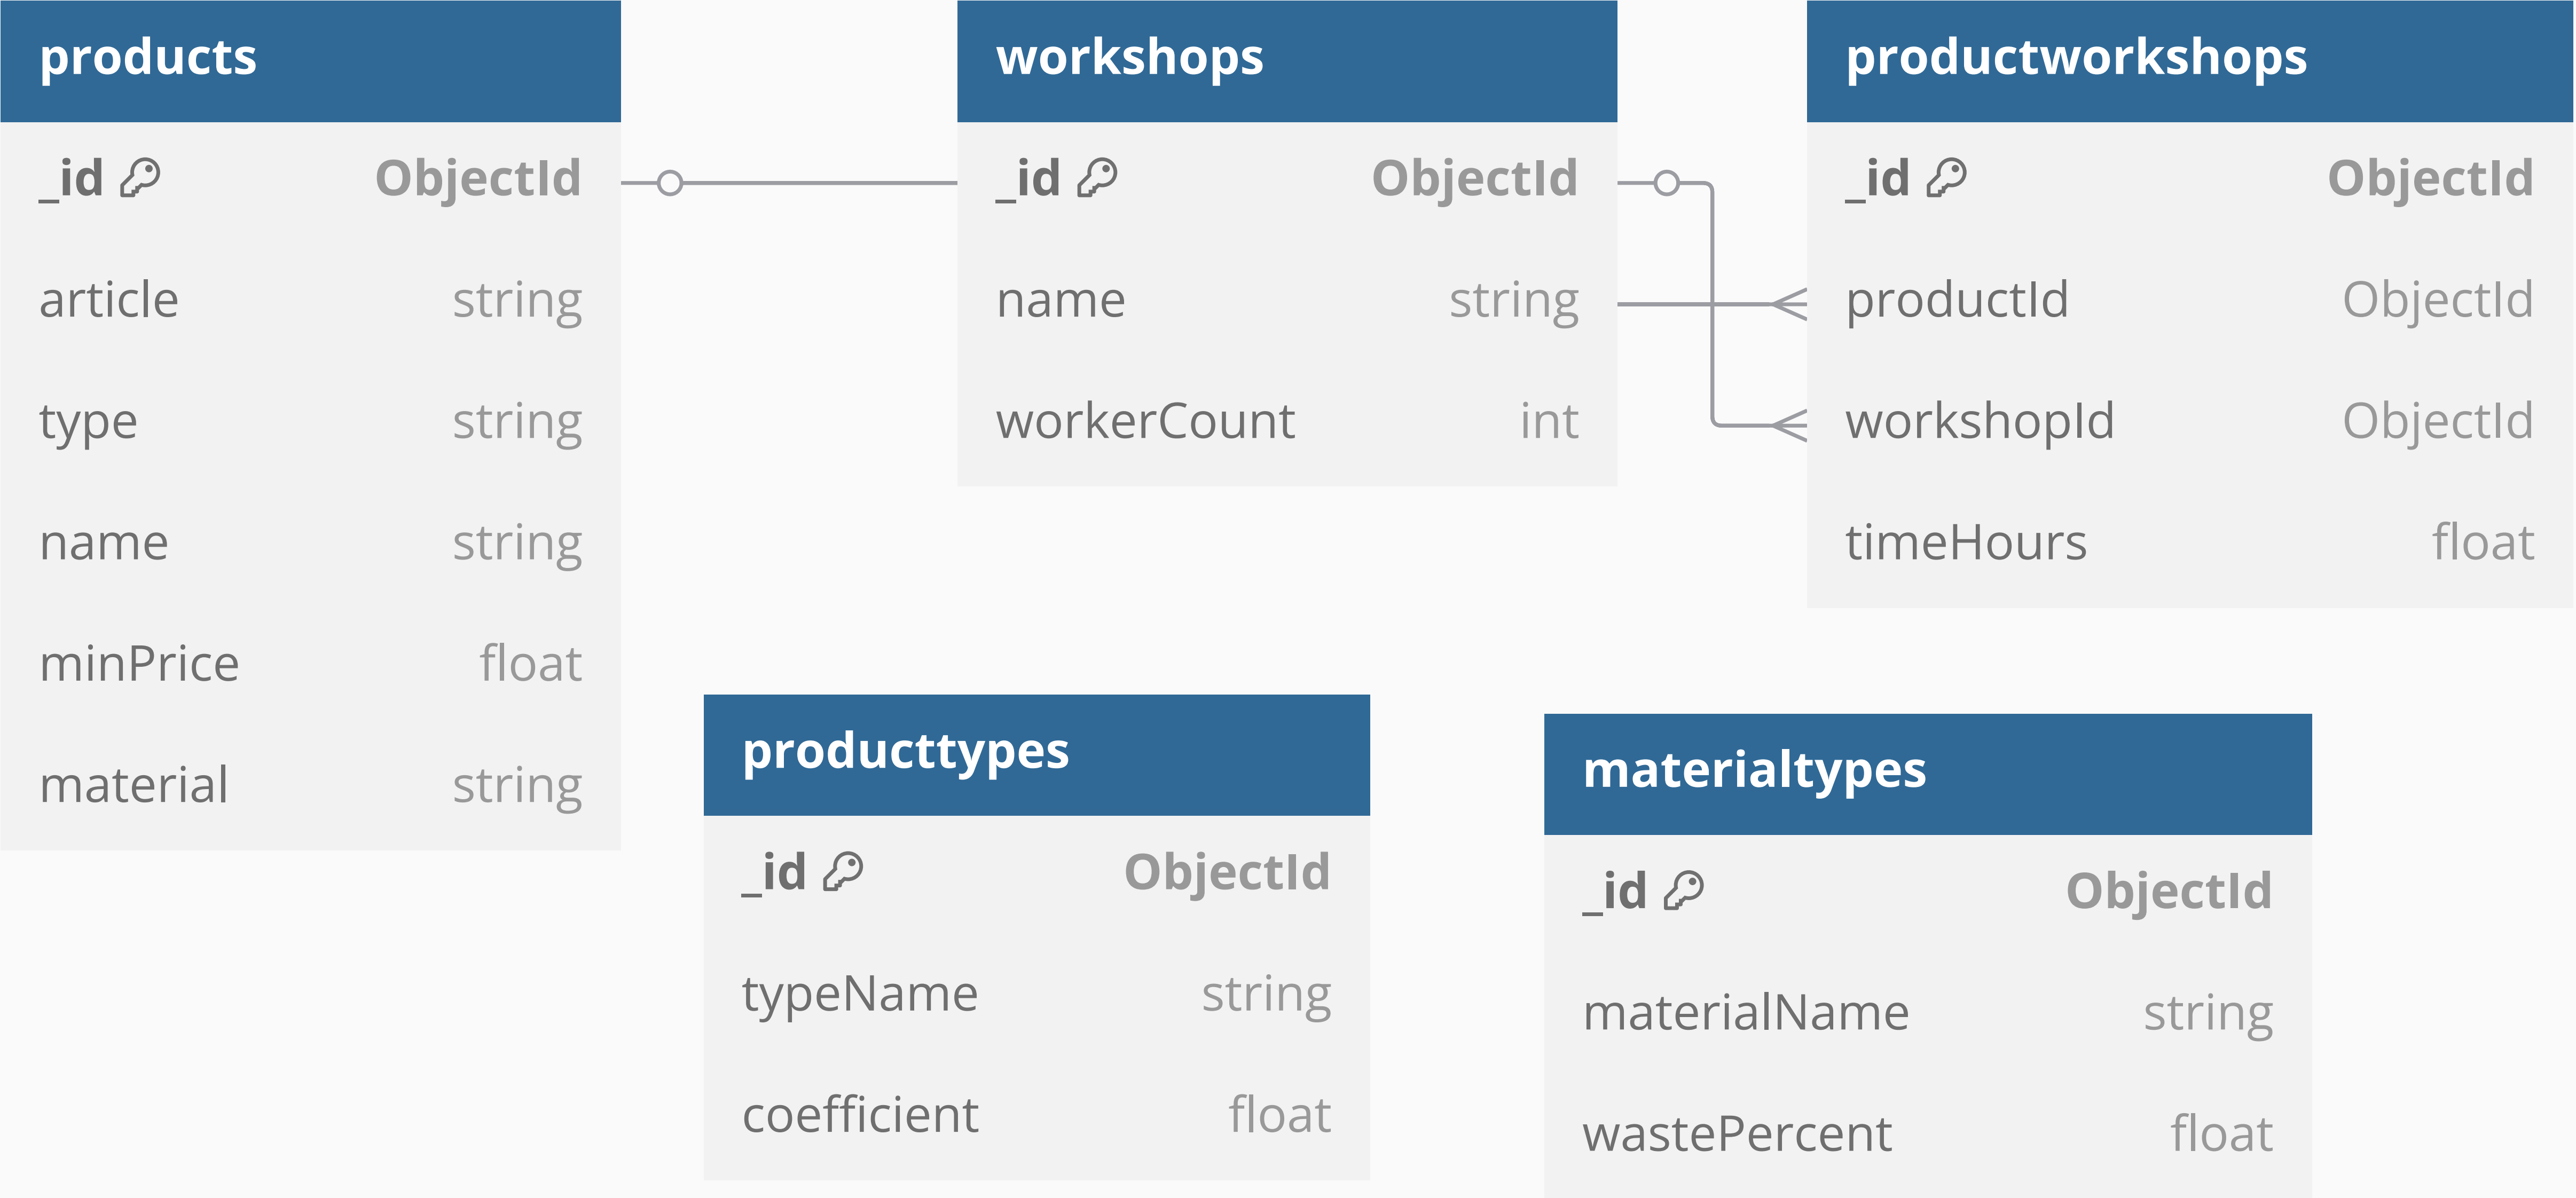 products
_id ObjectId
article string
type string
name string
minPrice float
material string
workshops
_id ObjectId
name string
workerCount int
productworkshops
_id ObjectId
productId ObjectId
workshopId ObjectId
timeHours float
producttypes
_id ObjectId
typeName string
coefficient float
materialtypes
_id ObjectId
materialName string
wastePercent float